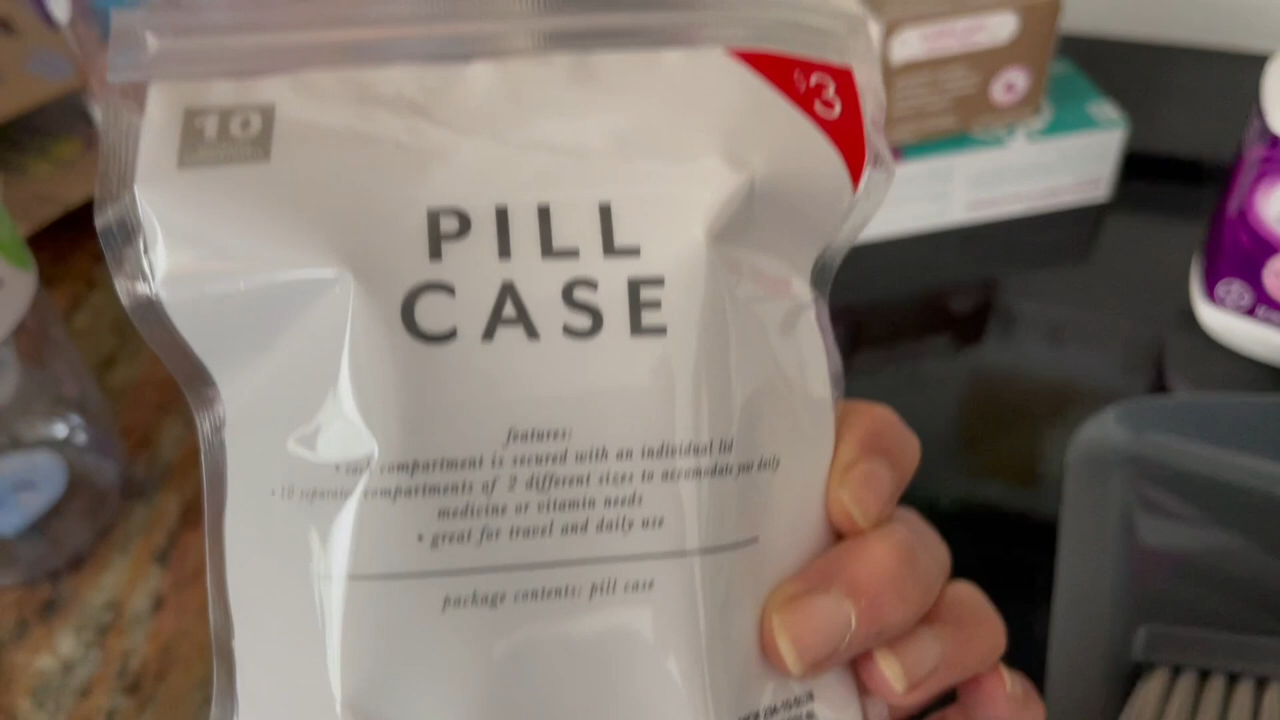 10
$3
PILL
CASE
features:
• each compartment is secured with an individual lid
• 10 separate compartments of 2 different sizes to accomodate your daily
medicine or vitamin needs
• great for travel and daily use
package contents: pill case